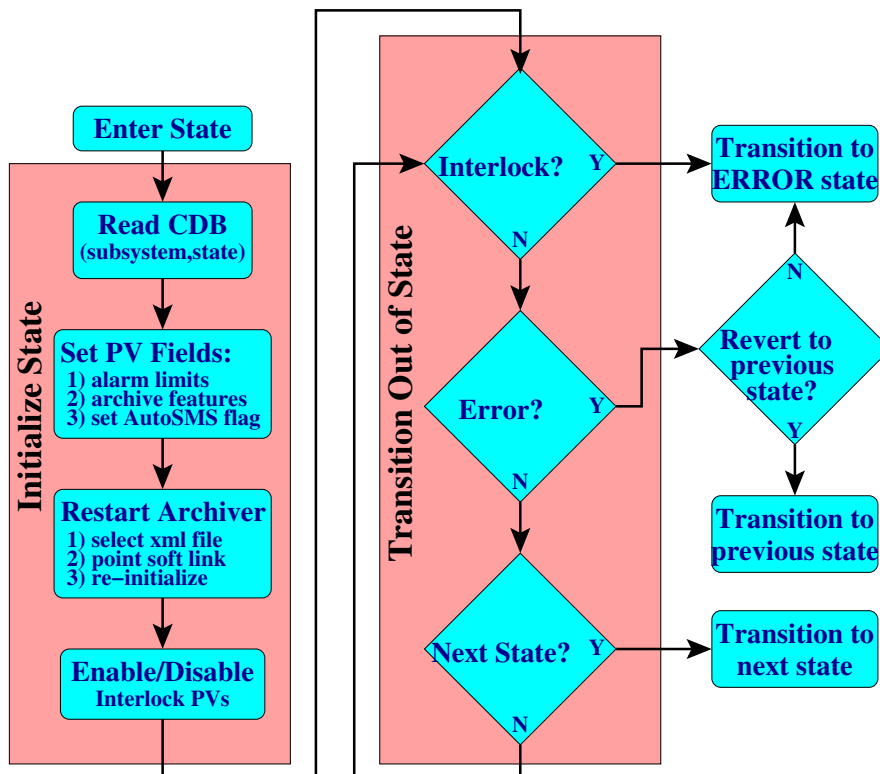 Enter State
Initialize State
Read CDB
(subsystem,state)
Set PV Fields:
1) alarm limits
2) archive features
3) set AutoSMS flag
Restart Archiver
1) select xml file
2) point soft link
3) re−initialize
Enable/Disable
Interlock PVs
Transition Out of State
Interlock?
Y
N
Error?
Y
N
Next State?
Y
N
Transition to
ERROR state
N
Revert to
previous
state?
Y
Transition to
previous state
Transition to
next state